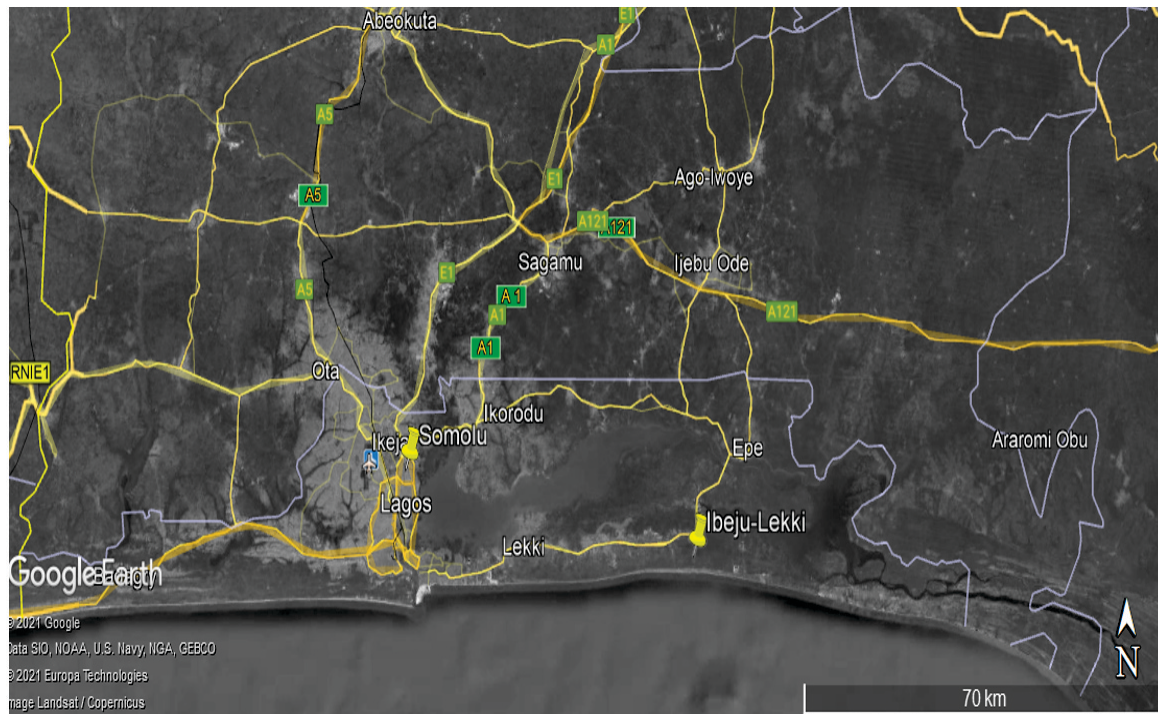 Abeokuta
E1
A1
A5
E1
A5
Ago-Iwoye
A121
A121
Sagamu
Ijebu Ode
E1
A5
A 1
A1
A121
A1
RNIE1
Ota
Ikorodu
Somolu
Ikeja
Epe
Araromi Obu
Lagos
Ibeju-Lekki
Lekki
Google Earth
© 2021 Google
Data SIO, NOAA, U.S. Navy, NGA, GEBCO
© 2021 Europa Technologies
mage Landsat / Copernicus
N
70 km